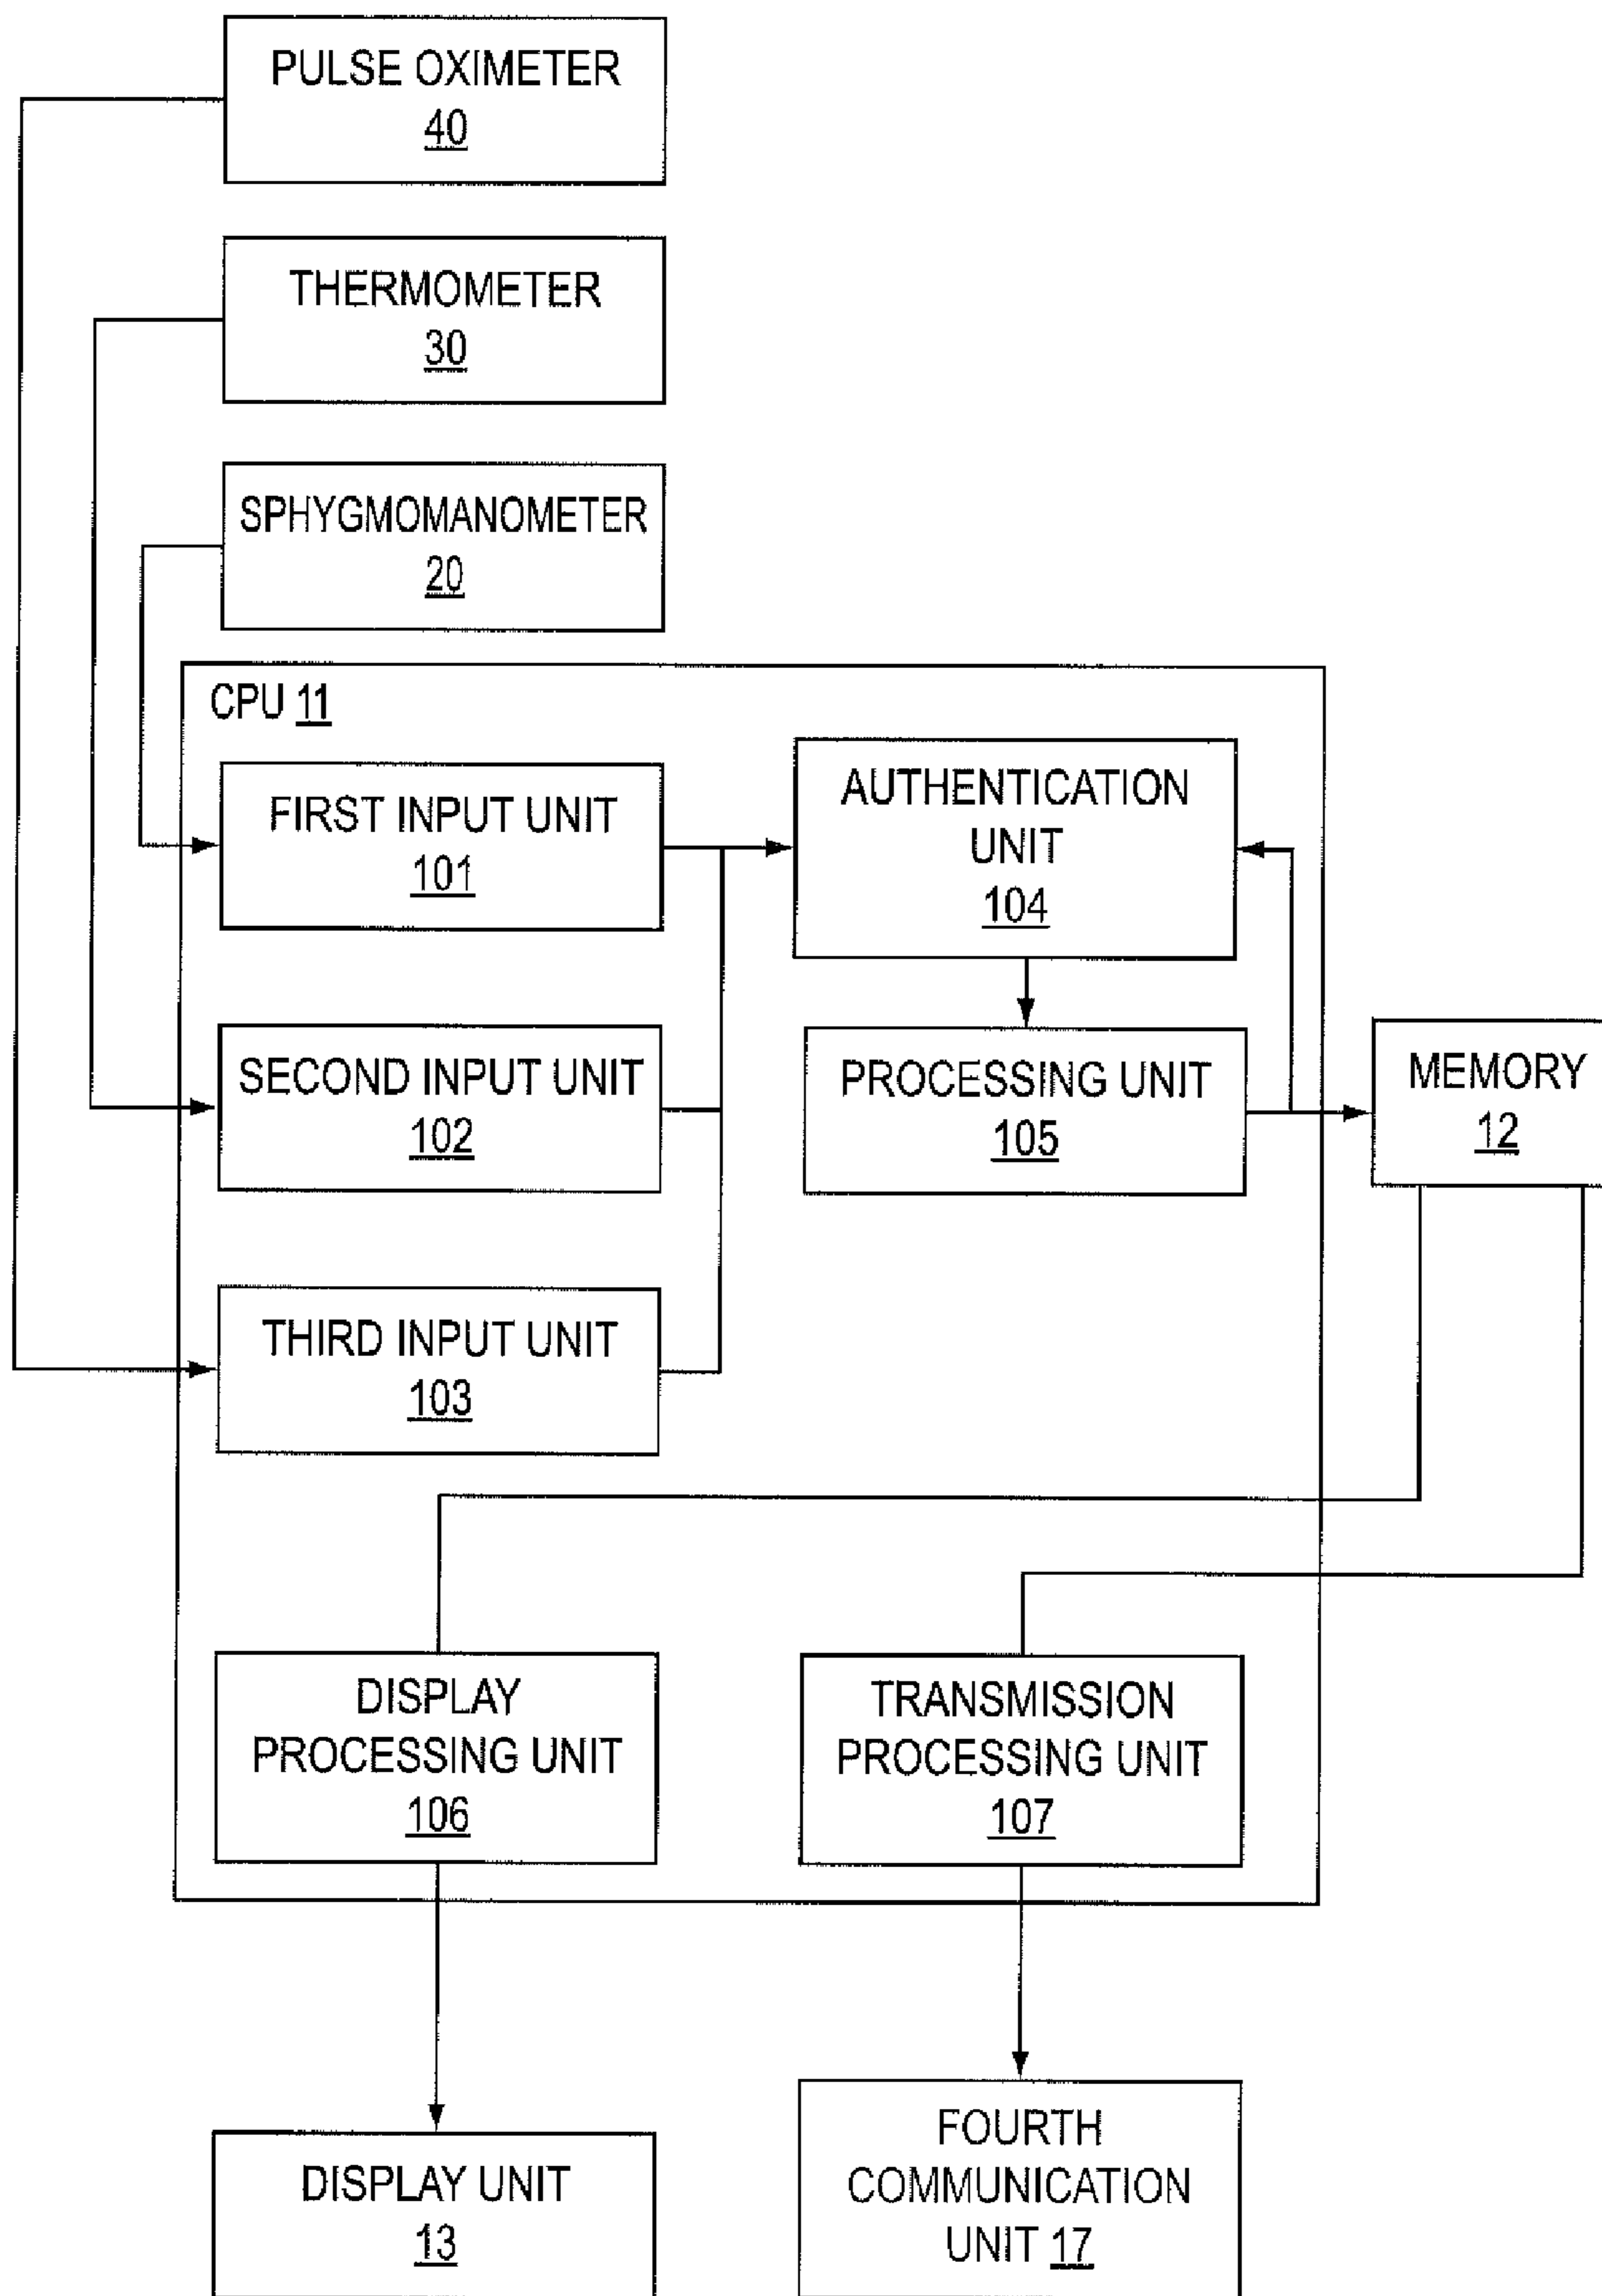 PULSE OXIMETER
40
THERMOMETER
30
SPHYGMOMANOMETER
20
CPU 11
FIRST INPUT UNIT
101
AUTHENTICATION
UNIT
104
SECOND INPUT UNIT
102
PROCESSING UNIT
105
MEMORY
12
THIRD INPUT UNIT
103
DISPLAY
PROCESSING UNIT
106
TRANSMISSION
PROCESSING UNIT
107
DISPLAY UNIT
13
FOURTH
COMMUNICATION
UNIT 17